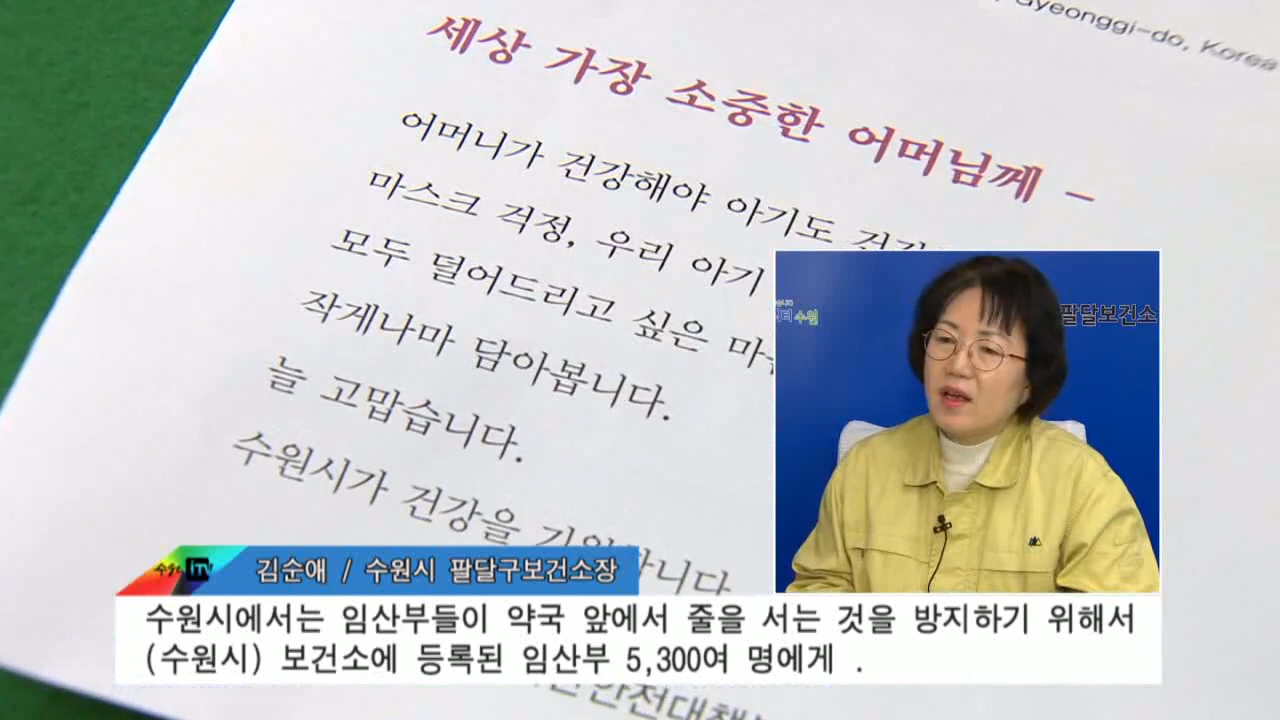 Gyeonggi-do, Korea
세상 가장 소중한 어머님께 –
어머니가 건강해야 아기도
마스크 걱정, 우리 아기
모두 덜어드리고 싶은
작게나마 담아봅니다.
늘 고맙습니다.
수원시가 건강을
수원
팔달보건소
수원 iTV
김순애 / 수원시 팔달구보건소장
수원시에서는 임산부들이 약국 앞에서 줄을 서는 것을 방지하기 위해서
(수원시) 보건소에 등록된 임산부 5,300여 명에게 .